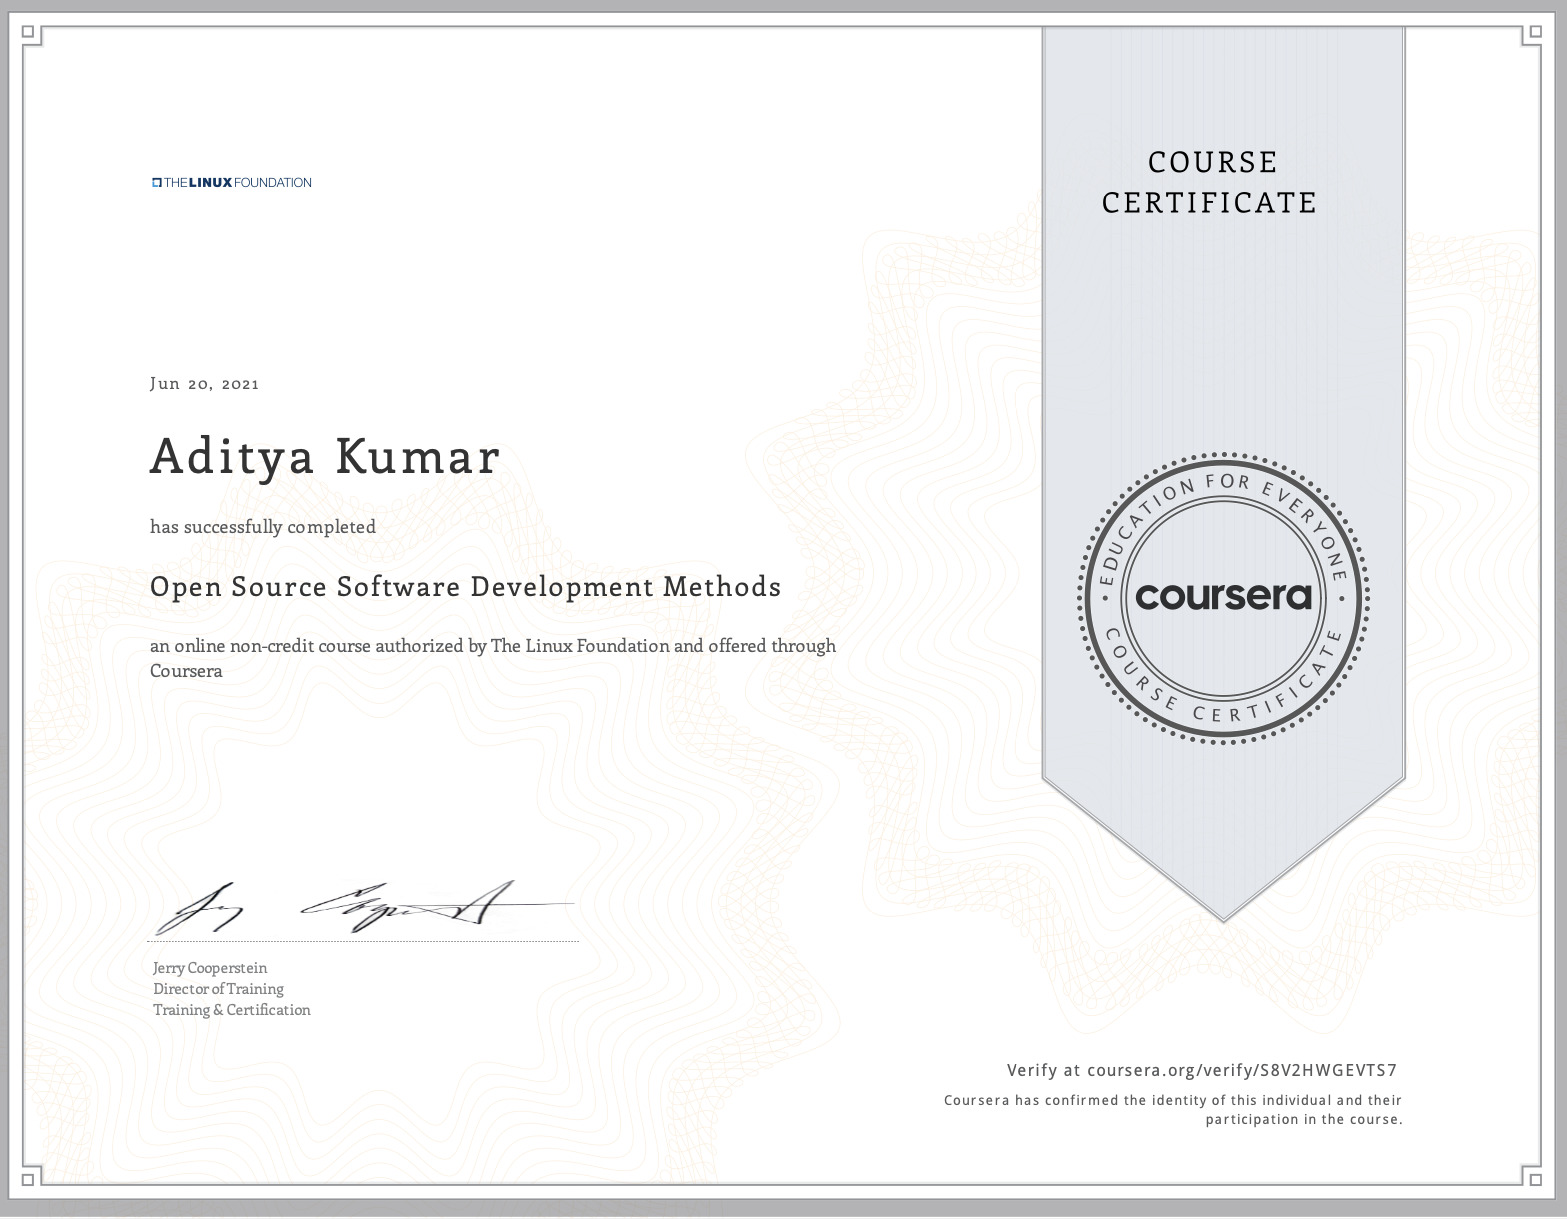 THE LINUX FOUNDATION
COURSE
CERTIFICATE
Jun 20, 2021
Aditya Kumar
has successfully completed
Open Source Software Development Methods
an online non-credit course authorized by The Linux Foundation and offered through
Coursera
EDUCATION FOR EVERYONE
coursera
COURSE CERTIFICATE
Jerry Cooperstein
Director of Training
Training & Certification
Verify at coursera.org/verify/S8V2HWGEVTS7
Coursera has confirmed the identity of this individual and their
participation in the course.